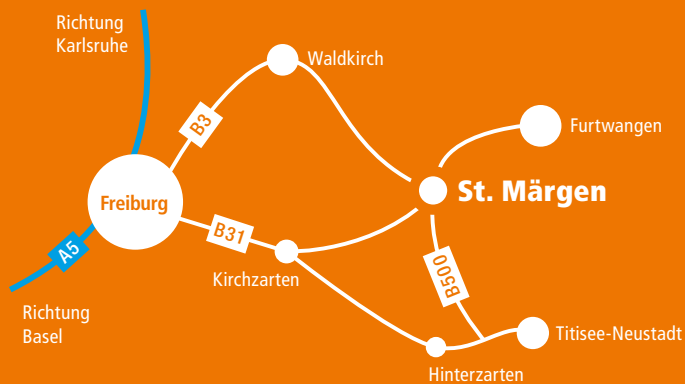 Richtung
Karlsruhe
Waldkirch
B3
Furtwangen
Freiburg
St. Märgen
B31
A5
Kirchzarten
B500
Richtung
Basel
Titisee-Neustadt
Hinterzarten